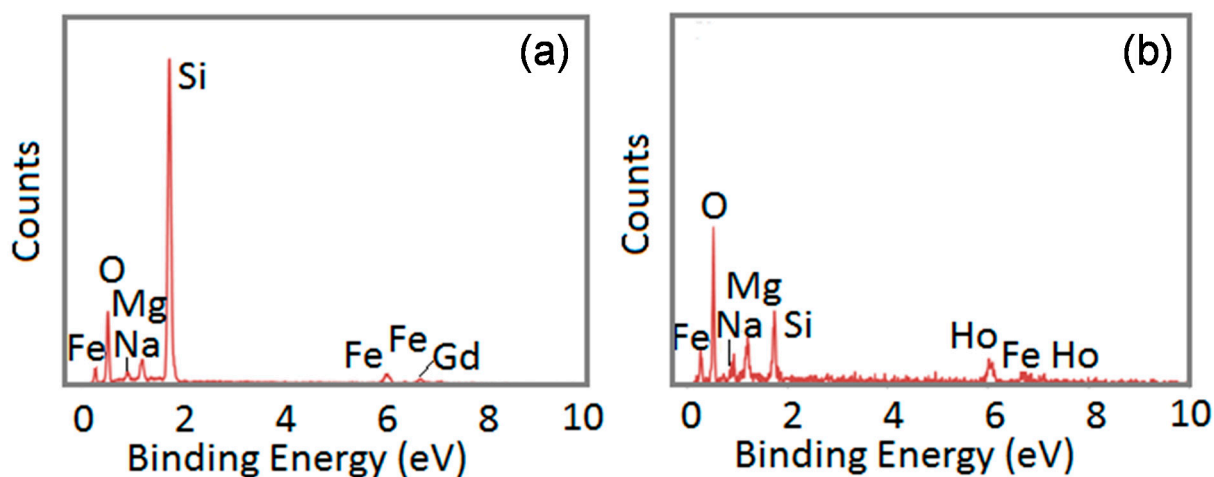 (a)
Si
Counts
O
Mg
Fe Na
Fe Fe Gd
0 2 4 6 8 10
Binding Energy (eV)
(b)
Counts
O
Mg
Fe Na Si
Ho Fe Ho
0 2 4 6 8 10
Binding Energy (eV)